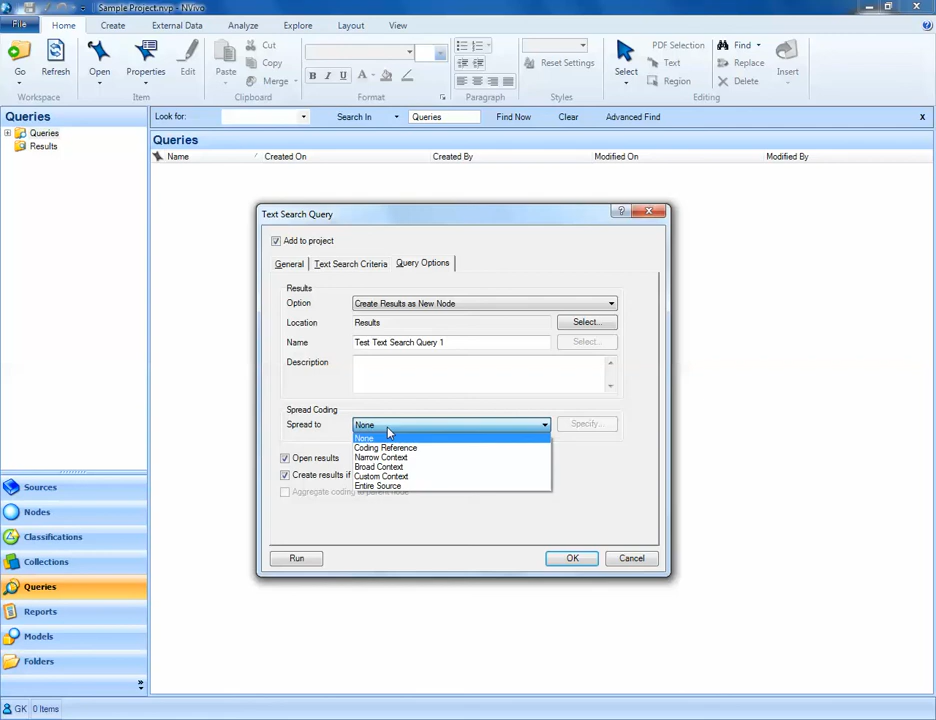 Sample Project.nvp - NVivo
File Home Create External Data Analyze Explore Layout View
Go Refresh Open Properties Edit Paste Cut Copy Merge
B I U A
Reset Settings
Select PDF Selection Text Region Find Replace Delete Insert
Workspace Item Clipboard Format Paragraph Styles Editing
Queries
Look for: Search In Queries Find Now Clear Advanced Find x
Queries
Results
Queries
Name Created On Created By Modified On Modified By
Text Search Query
?
Add to project
General Text Search Criteria Query Options
Results
Option Create Results as New Node
Location Results Select...
Name Test Text Search Query 1 Select...
Description
Spread Coding
Spread to None Specify...
None
Coding Reference
Narrow Context
Broad Context
Custom Context
Entire Source
Open results
Create results if
Aggregate coding to parent node
Run OK Cancel
Sources
Nodes
Classifications
Collections
Queries
Reports
Models
Folders
»
GK 0 Items